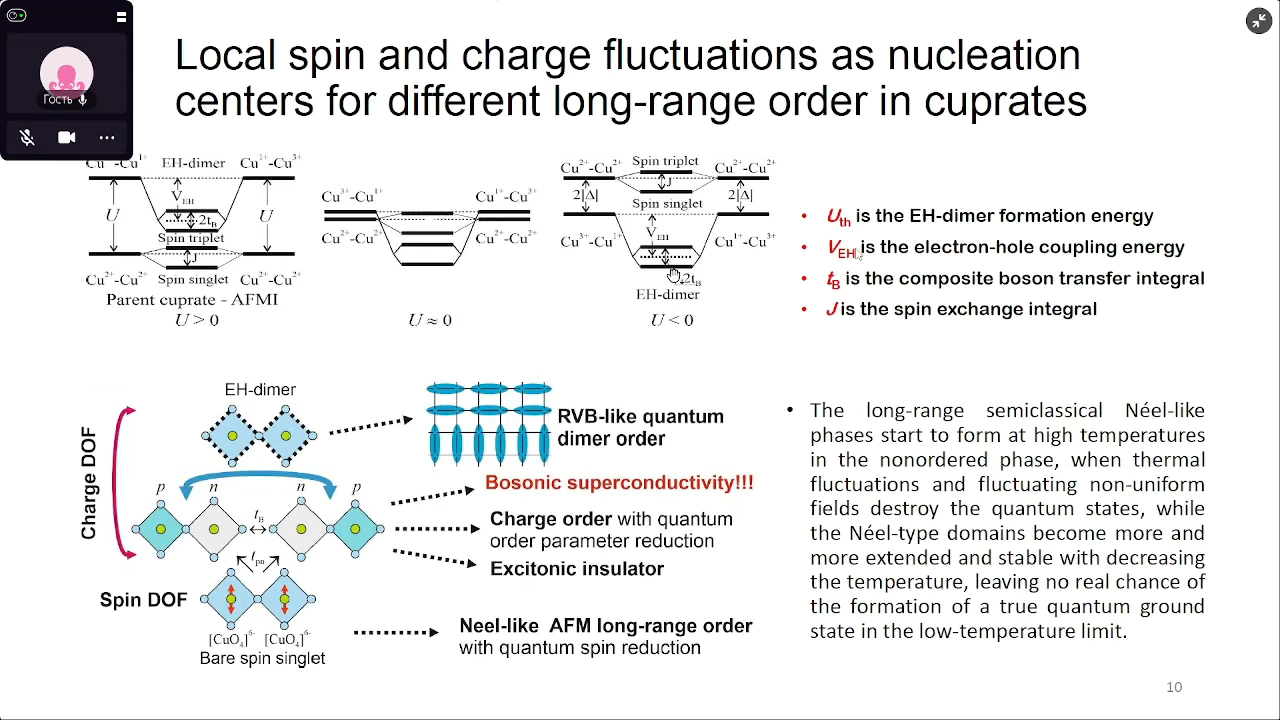 Гость
Local spin and charge fluctuations as nucleation
centers for different long-range order in cuprates
Cu²⁺-Cu¹⁺ EH-dimer Cu¹⁺-Cu³⁺
V_EH
U 2t_B U
Spin triplet
J
Cu²⁺-Cu²⁺ Spin singlet Cu²⁺-Cu²⁺
Parent cuprate - AFMI
U > 0
Cu³⁺-Cu¹⁺ Cu¹⁺-Cu³⁺
Cu²⁺-Cu²⁺ Cu²⁺-Cu²⁺
U ≈ 0
Cu²⁺-Cu²⁺ Spin triplet Cu²⁺-Cu²⁺
2|Δ| J 2|Δ|
Spin singlet
Cu³⁺-Cu¹⁺ V_EH Cu¹⁺-Cu³⁺
2t_B
EH-dimer
U < 0
• U_th is the EH-dimer formation energy
• V_EH is the electron-hole coupling energy
• t_B is the composite boson transfer integral
• J is the spin exchange integral
Charge DOF
EH-dimer
p n n p
t_B
t_pn
Spin DOF
[CuO₄]⁶⁻ [CuO₄]⁶⁻
Bare spin singlet
RVB-like quantum
dimer order
Bosonic superconductivity!!!
Charge order with quantum
order parameter reduction
Excitonic insulator
Neel-like AFM long-range order
with quantum spin reduction
• The long-range semiclassical Néel-like
phases start to form at high temperatures
in the nonordered phase, when thermal
fluctuations and fluctuating non-uniform
fields destroy the quantum states, while
the Néel-type domains become more and
more extended and stable with decreasing
the temperature, leaving no real chance of
the formation of a true quantum ground
state in the low-temperature limit.
10